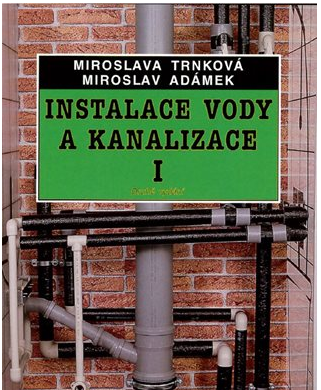 MIROSLAVA TRNKOVÁ
MIROSLAV ADÁMEK
INSTALACE VODY
A KANALIZACE
I